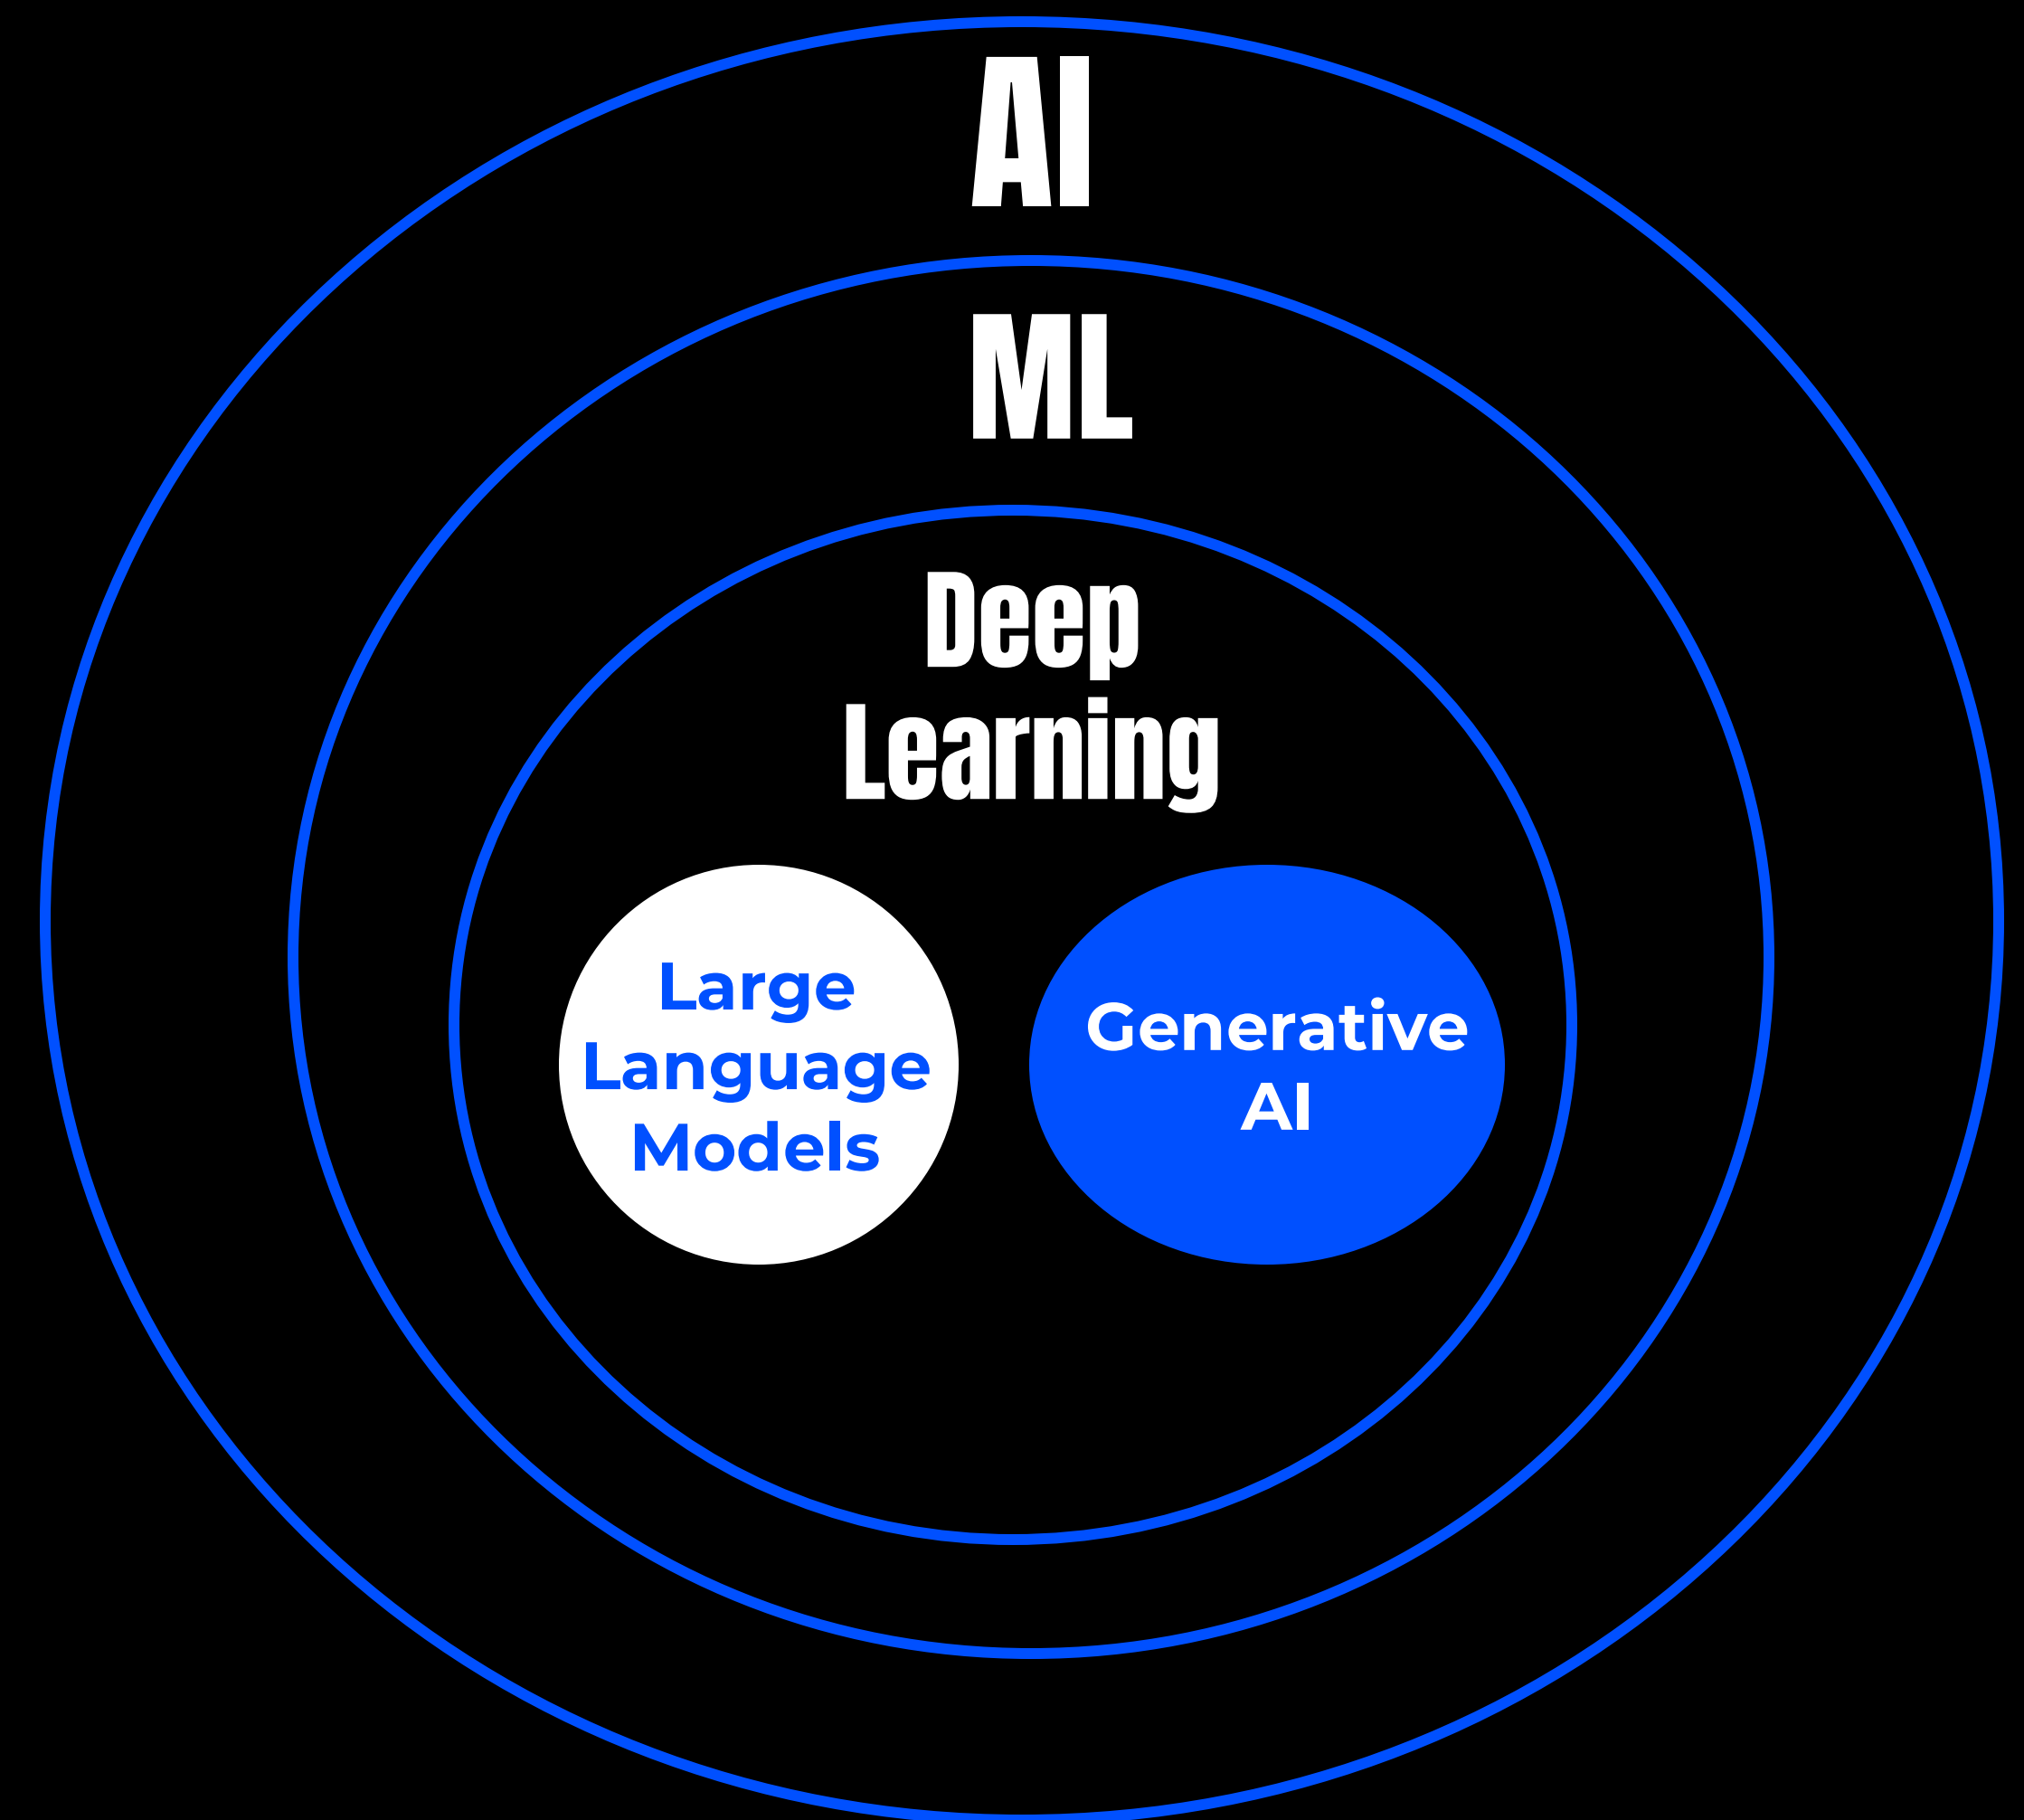 AI
ML
Deep
Learning
Large
Language
Models
Generative
AI